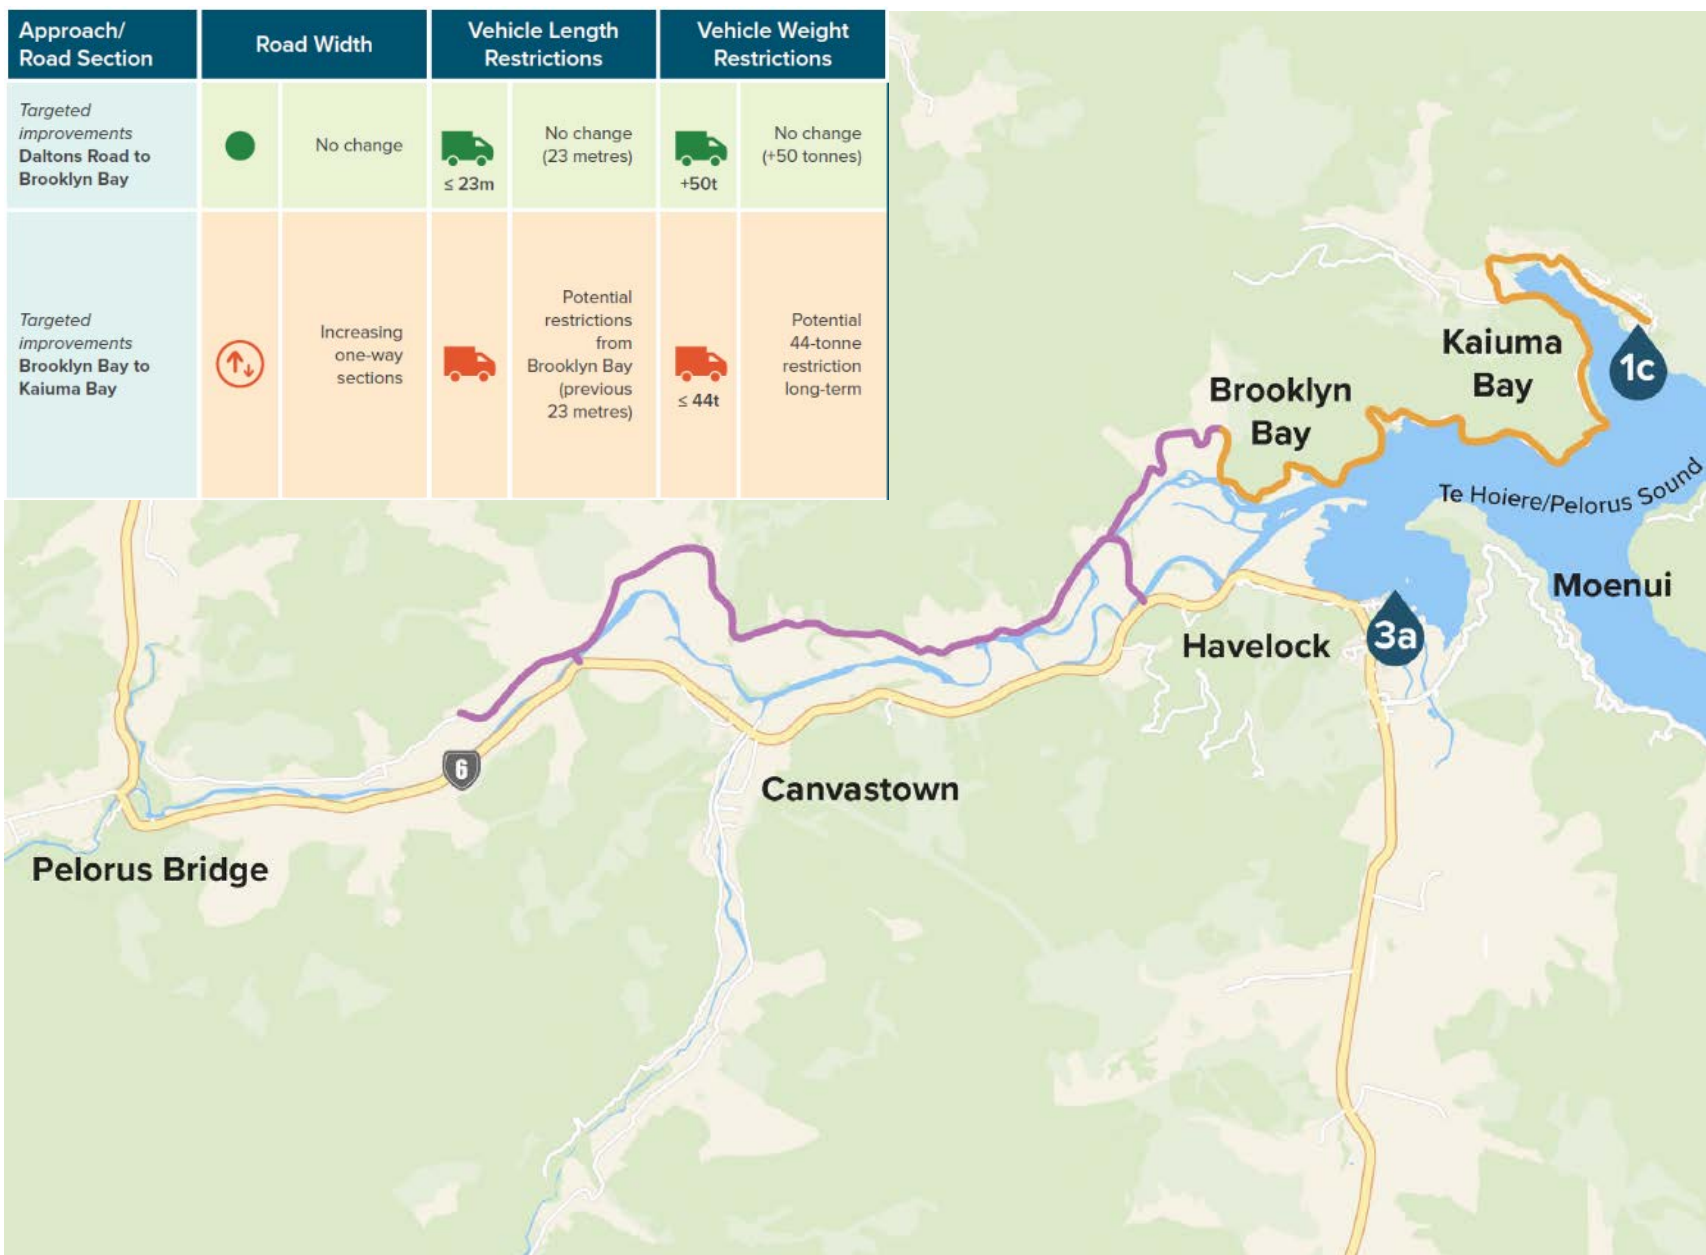 Approach/
Road Section
Road Width
Vehicle Length
Restrictions
Vehicle Weight
Restrictions
Targeted
improvements
Daltons Road to
Brooklyn Bay
No change
≤ 23m
No change
(23 metres)
+50t
No change
(+50 tonnes)
Targeted
improvements
Brooklyn Bay to
Kaiuma Bay
Increasing
one-way
sections
Potential
restrictions
from
Brooklyn Bay
(previous
23 metres)
≤ 44t
Potential
44-tonne
restriction
long-term
Kaiuma
Bay
1c
Brooklyn
Bay
Te Hoiere/Pelorus Sound
Moenui
Havelock
3a
6
Canvastown
Pelorus Bridge